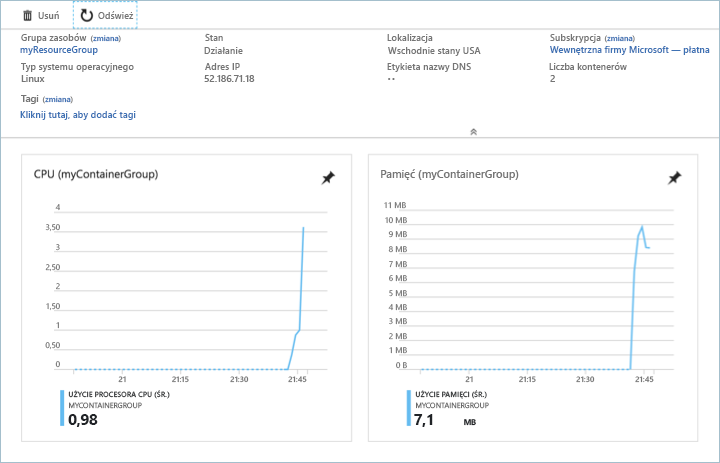 Usuń Odśwież
Grupa zasobów (zmiana) Stan Lokalizacja Subskrypcja (zmiana)
myResourceGroup Działanie Wschodnie stany USA Wewnętrzna firmy Microsoft — płatna
Typ systemu operacyjnego Adres IP Etykieta nazwy DNS Liczba kontenerów
Linux 52.186.71.18 -- 2
Tagi (zmiana)
Kliknij tutaj, aby dodać tagi
CPU (myContainerGroup)
4
3,50
3
2,50
2
1,50
1
0,50
0
21 21:15 21:30 21:45
UŻYCIE PROCESORA CPU (ŚR.)
MYCONTAINERGROUP
0,98
Pamięć (myContainerGroup)
11 MB
10 MB
9 MB
8 MB
7 MB
6 MB
5 MB
4 MB
3 MB
2 MB
1 MB
0 B
21 21:15 21:30 21:45
UŻYCIE PAMIĘCI (ŚR.)
MYCONTAINERGROUP
7,1 MB